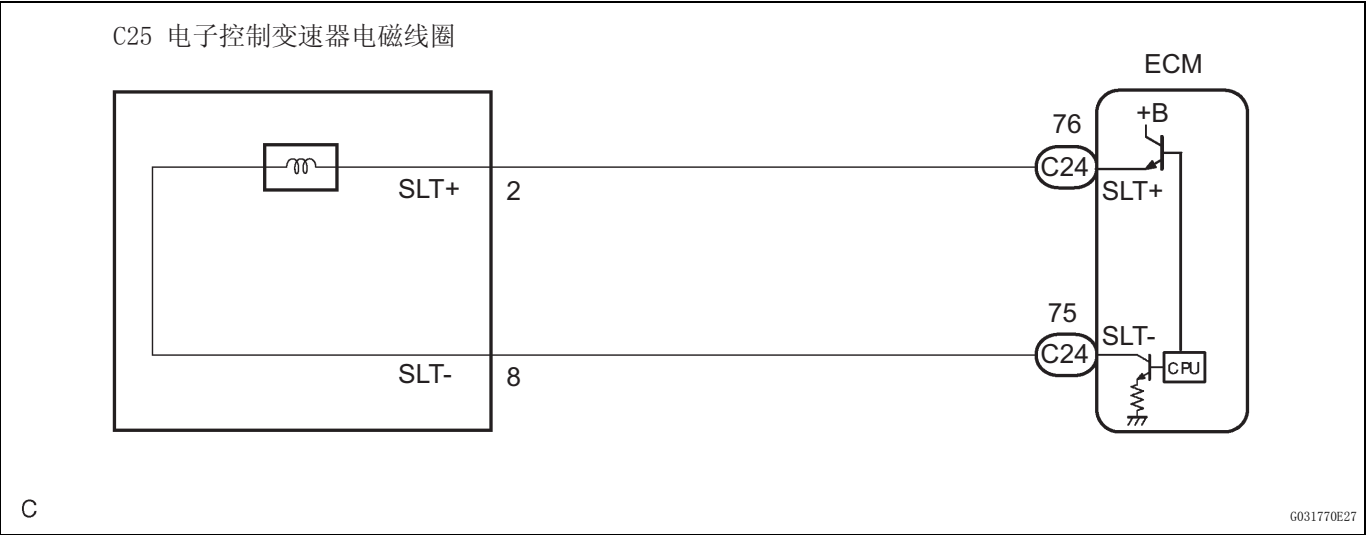 C25 电子控制变速器电磁线圈
ECM
+B
76
C24
SLT+
2
SLT+
75
C24
SLT-
CPU
SLT-
8
C
G031770E27